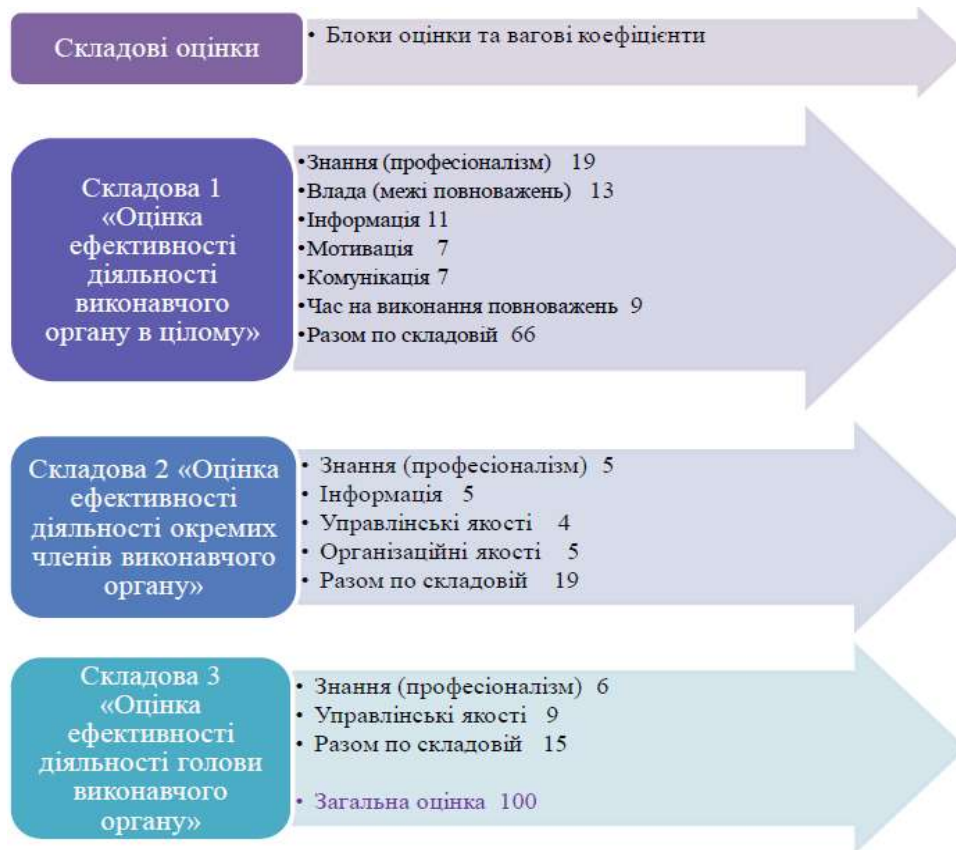 Складові оцінки
• Блоки оцінки та вагові коефіцієнти
Складова 1
«Оцінка
ефективності
діяльності
виконавчого
органу в цілому»
•Знання (професіоналізм) 19
•Влада (межі повноважень) 13
•Інформація 11
•Мотивація 7
•Комунікація 7
•Час на виконання повноважень 9
•Разом по складовій 66
Складова 2 «Оцінка
ефективності
діяльності окремих
членів виконавчого
органу»
• Знання (професіоналізм) 5
• Інформація 5
• Управлінські якості 4
• Організаційні якості 5
• Разом по складовій 19
Складова 3
«Оцінка
ефективності
діяльності голови
виконавчого
органу»
• Знання (професіоналізм) 6
• Управлінські якості 9
• Разом по складовій 15
• Загальна оцінка 100